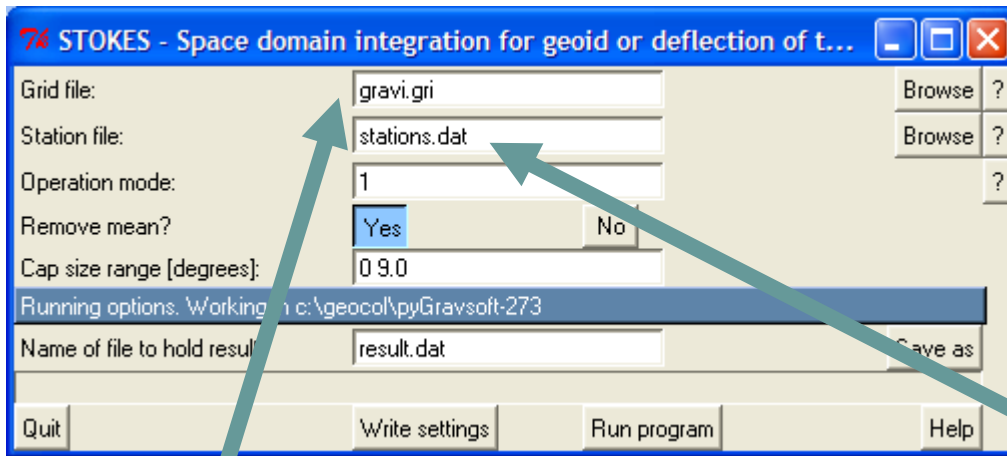 STOKES - Space domain integration for geoid or deflection of t...
Grid file: gravi.gri Browse ?
Station file: stations.dat Browse ?
Operation mode: 1 ?
Remove mean? Yes No
Cap size range [degrees]: 0 9.0
Running options. Working in c:\geocol\pyGravsoft-273
Name of file to hold result result.dat Save as
Quit Write settings Run program Help